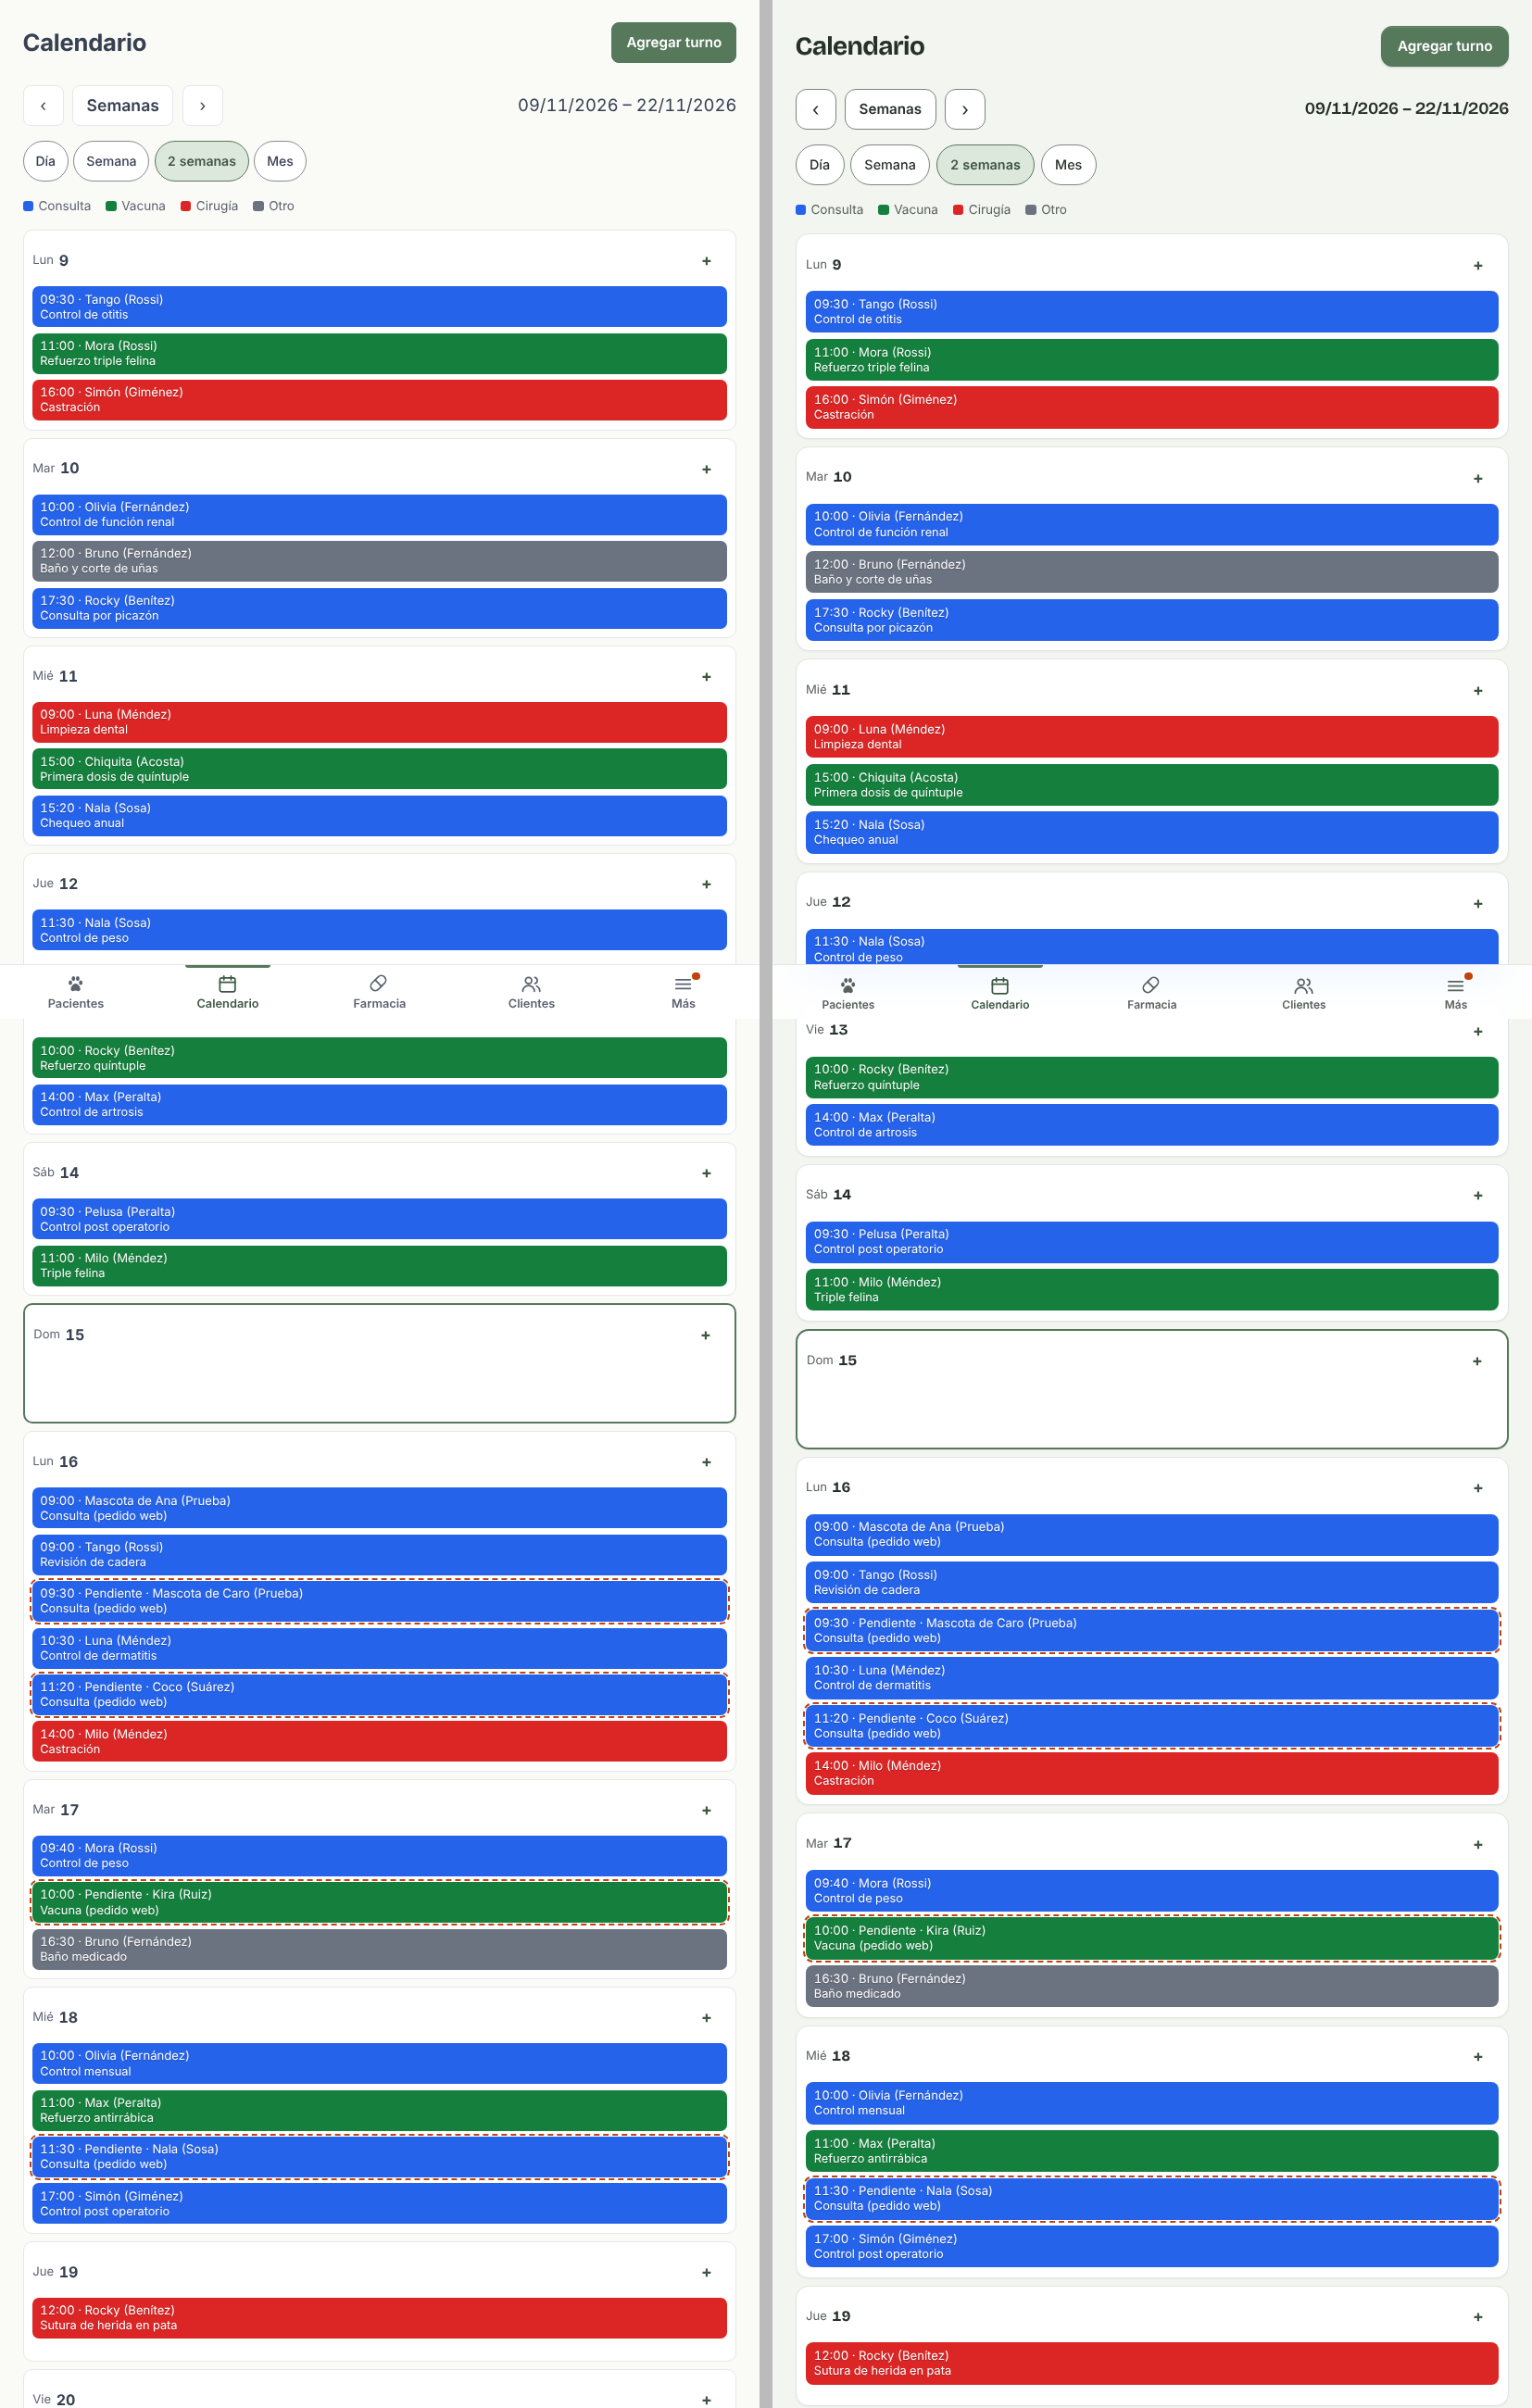 Calendario
Agregar turno
‹
Semanas
›
09/11/2026 – 22/11/2026
Día
Semana
2 semanas
Mes
Consulta
Vacuna
Cirugía
Otro
Lun 9
+
09:30 · Tango (Rossi)
Control de otitis
11:00 · Mora (Rossi)
Refuerzo triple felina
16:00 · Simón (Giménez)
Castración
Mar 10
+
10:00 · Olivia (Fernández)
Control de función renal
12:00 · Bruno (Fernández)
Baño y corte de uñas
17:30 · Rocky (Benítez)
Consulta por picazón
Mié 11
+
09:00 · Luna (Méndez)
Limpieza dental
15:00 · Chiquita (Acosta)
Primera dosis de quíntuple
15:20 · Nala (Sosa)
Chequeo anual
Jue 12
+
11:30 · Nala (Sosa)
Control de peso
Pacientes
Calendario
Farmacia
Clientes
Más
10:00 · Rocky (Benítez)
Refuerzo quíntuple
14:00 · Max (Peralta)
Control de artrosis
Sáb 14
+
09:30 · Pelusa (Peralta)
Control post operatorio
11:00 · Milo (Méndez)
Triple felina
Dom 15
+
Lun 16
+
09:00 · Mascota de Ana (Prueba)
Consulta (pedido web)
09:00 · Tango (Rossi)
Revisión de cadera
09:30 · Pendiente · Mascota de Caro (Prueba)
Consulta (pedido web)
10:30 · Luna (Méndez)
Control de dermatitis
11:20 · Pendiente · Coco (Suárez)
Consulta (pedido web)
14:00 · Milo (Méndez)
Castración
Mar 17
+
09:40 · Mora (Rossi)
Control de peso
10:00 · Pendiente · Kira (Ruiz)
Vacuna (pedido web)
16:30 · Bruno (Fernández)
Baño medicado
Mié 18
+
10:00 · Olivia (Fernández)
Control mensual
11:00 · Max (Peralta)
Refuerzo antirrábica
11:30 · Pendiente · Nala (Sosa)
Consulta (pedido web)
17:00 · Simón (Giménez)
Control post operatorio
Jue 19
+
12:00 · Rocky (Benítez)
Sutura de herida en pata
Vie 20
+
Calendario
Agregar turno
‹
Semanas
›
09/11/2026 – 22/11/2026
Día
Semana
2 semanas
Mes
Consulta
Vacuna
Cirugía
Otro
Lun 9
+
09:30 · Tango (Rossi)
Control de otitis
11:00 · Mora (Rossi)
Refuerzo triple felina
16:00 · Simón (Giménez)
Castración
Mar 10
+
10:00 · Olivia (Fernández)
Control de función renal
12:00 · Bruno (Fernández)
Baño y corte de uñas
17:30 · Rocky (Benítez)
Consulta por picazón
Mié 11
+
09:00 · Luna (Méndez)
Limpieza dental
15:00 · Chiquita (Acosta)
Primera dosis de quíntuple
15:20 · Nala (Sosa)
Chequeo anual
Jue 12
+
11:30 · Nala (Sosa)
Control de peso
Pacientes
Calendario
Farmacia
Clientes
Más
Vie 13
+
10:00 · Rocky (Benítez)
Refuerzo quíntuple
14:00 · Max (Peralta)
Control de artrosis
Sáb 14
+
09:30 · Pelusa (Peralta)
Control post operatorio
11:00 · Milo (Méndez)
Triple felina
Dom 15
+
Lun 16
+
09:00 · Mascota de Ana (Prueba)
Consulta (pedido web)
09:00 · Tango (Rossi)
Revisión de cadera
09:30 · Pendiente · Mascota de Caro (Prueba)
Consulta (pedido web)
10:30 · Luna (Méndez)
Control de dermatitis
11:20 · Pendiente · Coco (Suárez)
Consulta (pedido web)
14:00 · Milo (Méndez)
Castración
Mar 17
+
09:40 · Mora (Rossi)
Control de peso
10:00 · Pendiente · Kira (Ruiz)
Vacuna (pedido web)
16:30 · Bruno (Fernández)
Baño medicado
Mié 18
+
10:00 · Olivia (Fernández)
Control mensual
11:00 · Max (Peralta)
Refuerzo antirrábica
11:30 · Pendiente · Nala (Sosa)
Consulta (pedido web)
17:00 · Simón (Giménez)
Control post operatorio
Jue 19
+
12:00 · Rocky (Benítez)
Sutura de herida en pata